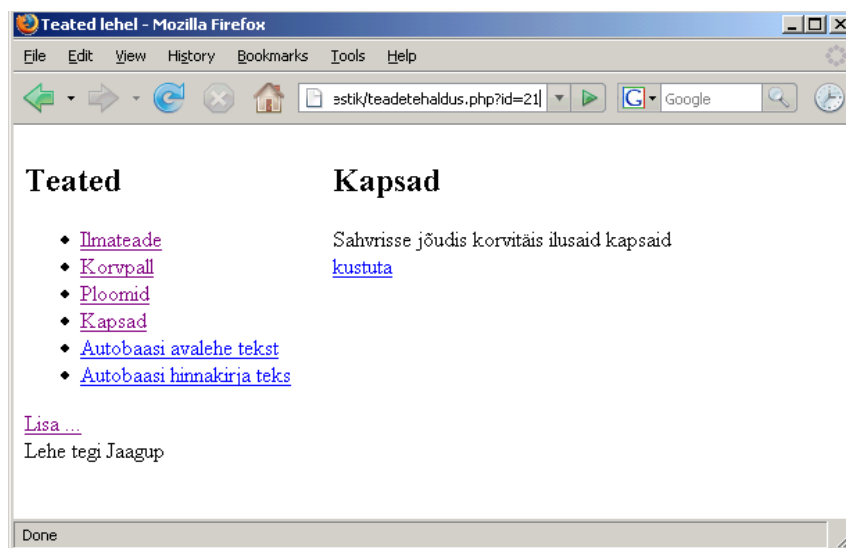 Teated lehel - Mozilla Firefox
File Edit View History Bookmarks Tools Help
estik/teadetehaldus.php?id=21 G Google
Teated
Kapsad
Ilmateade
Korvpall
Ploomid
Kapsad
Autobaasi avalehe tekst
Autobaasi hinnakirja teks
Sahvrisse jõudis korvitäis ilusaid kapsaid
kustuta
Lisa ...
Lehe tegi Jaagup
Done